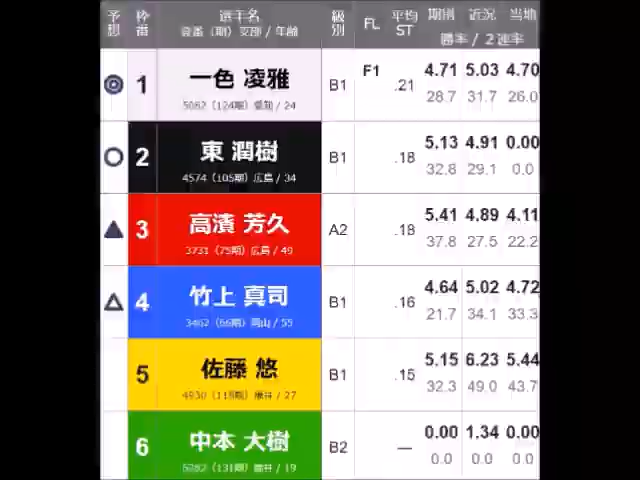 予想 枠番 選手名 級別 FL 平均ST 期別 近況 当地
登番（期）支部 / 年齢 勝率 / 2連率
◎ 1 一色 凌雅 B1 F1 .21 4.71 5.03 4.70
5082（124期）愛知 / 24 28.7 31.7 26.0
○ 2 東 潤樹 B1 .18 5.13 4.91 0.00
4574（105期）広島 / 34 32.8 29.1 0.0
▲ 3 高濱 芳久 A2 .18 5.41 4.89 4.11
3731（75期）広島 / 49 37.8 27.5 22.2
△ 4 竹上 真司 B1 .16 4.64 5.02 4.72
3462（66期）岡山 / 55 21.7 34.1 33.3
5 佐藤 悠 B1 .15 5.15 6.23 5.44
4930（118期）福井 / 27 32.3 49.0 43.7
6 中本 大樹 B2 — 0.00 1.34 0.00
5282（131期）福井 / 19 0.0 0.0 0.0